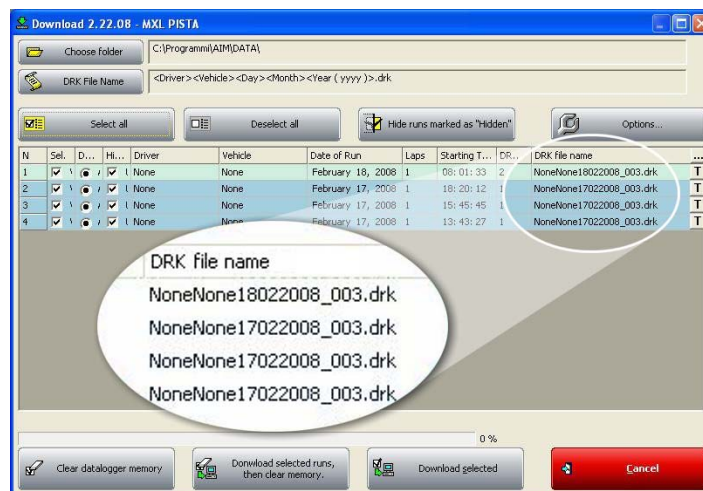 Download 2.22.08 - MXL PISTA
Choose folder C:\Programmi\AIM\DATA\
DRK File Name <Driver><Vehicle><Day><Month><Year ( yyyy )>.drk
Select all Deselect all Hide runs marked as "Hidden" Options...
N Sel. D... Hi... Driver Vehicle Date of Run Laps Starting T... DR... DRK file name ...
1 None None February 18, 2008 1 08: 01: 33 2 NoneNone18022008_003.drk T
2 None None February 17, 2008 1 18: 20: 12 1 NoneNone17022008_003.drk T
3 None None February 17, 2008 1 15: 45: 45 1 NoneNone17022008_003.drk T
4 None None February 17, 2008 1 13: 43: 27 1 NoneNone17022008_003.drk T
DRK file name
NoneNone18022008_003.drk
NoneNone17022008_003.drk
NoneNone17022008_003.drk
NoneNone17022008_003.drk
0 %
Clear datalogger memory Donwload selected runs, Download selected Cancel
then clear memory.